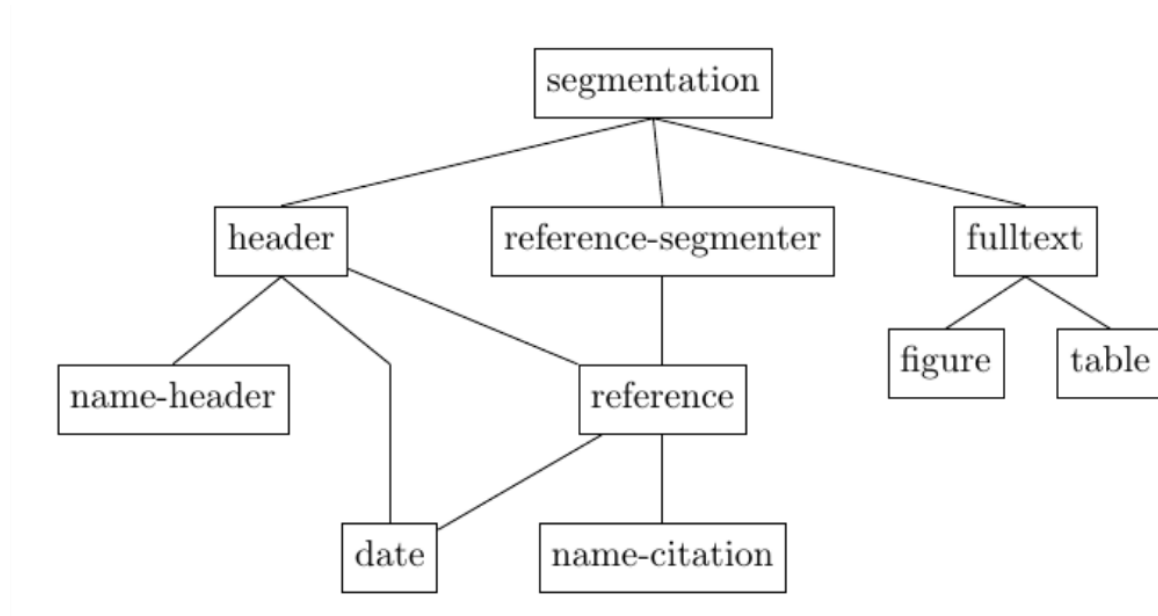 segmentation
header
reference-segmenter
fulltext
figure
table
name-header
reference
date
name-citation